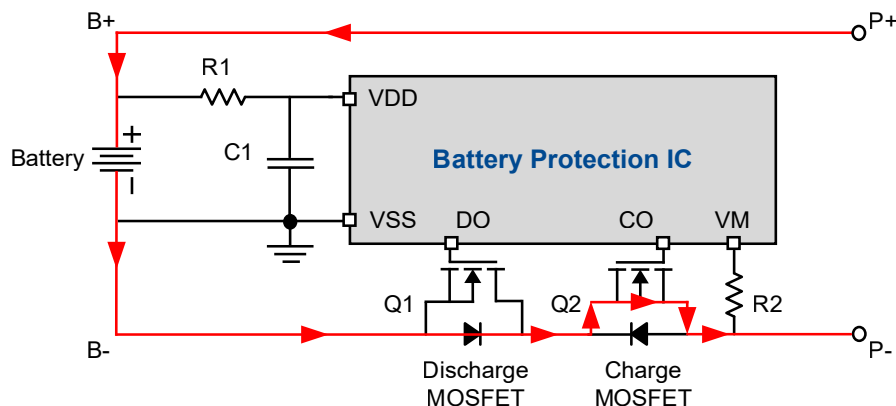 B+
P+
R1
VDD
Battery
+
C1
Battery Protection IC
VSS
DO
CO
VM
Q1
Q2
R2
B-
P-
Discharge
MOSFET
Charge
MOSFET